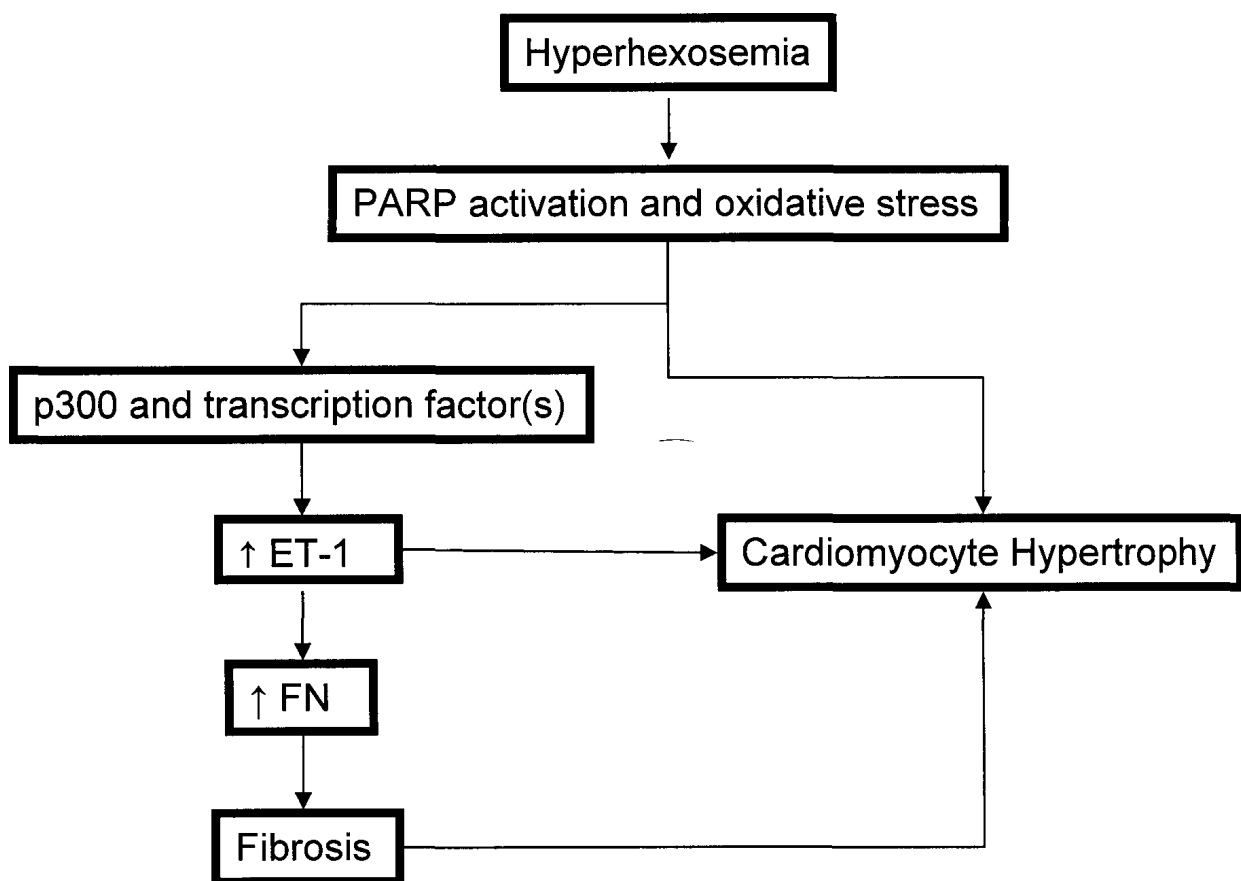 Hyperhexosemia
PARP activation and oxidative stress
p300 and transcription factor(s)
↑ ET-1
Cardiomyocyte Hypertrophy
↑ FN
Fibrosis